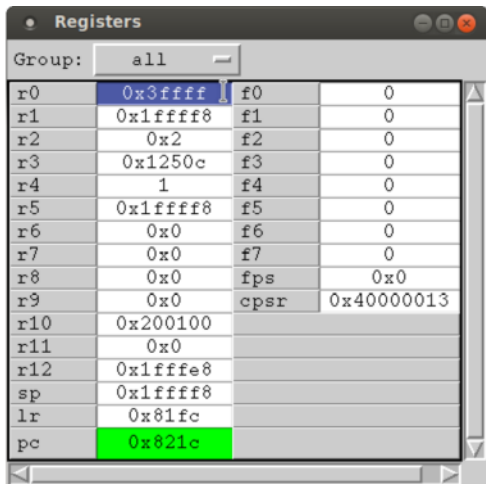 Registers
Group: all
r0 0x3ffff f0 0
r1 0x1ffff8 f1 0
r2 0x2 f2 0
r3 0x1250c f3 0
r4 1 f4 0
r5 0x1ffff8 f5 0
r6 0x0 f6 0
r7 0x0 f7 0
r8 0x0 fps 0x0
r9 0x0 cpsr 0x40000013
r10 0x200100
r11 0x0
r12 0x1fffe8
sp 0x1ffff8
lr 0x81fc
pc 0x821c